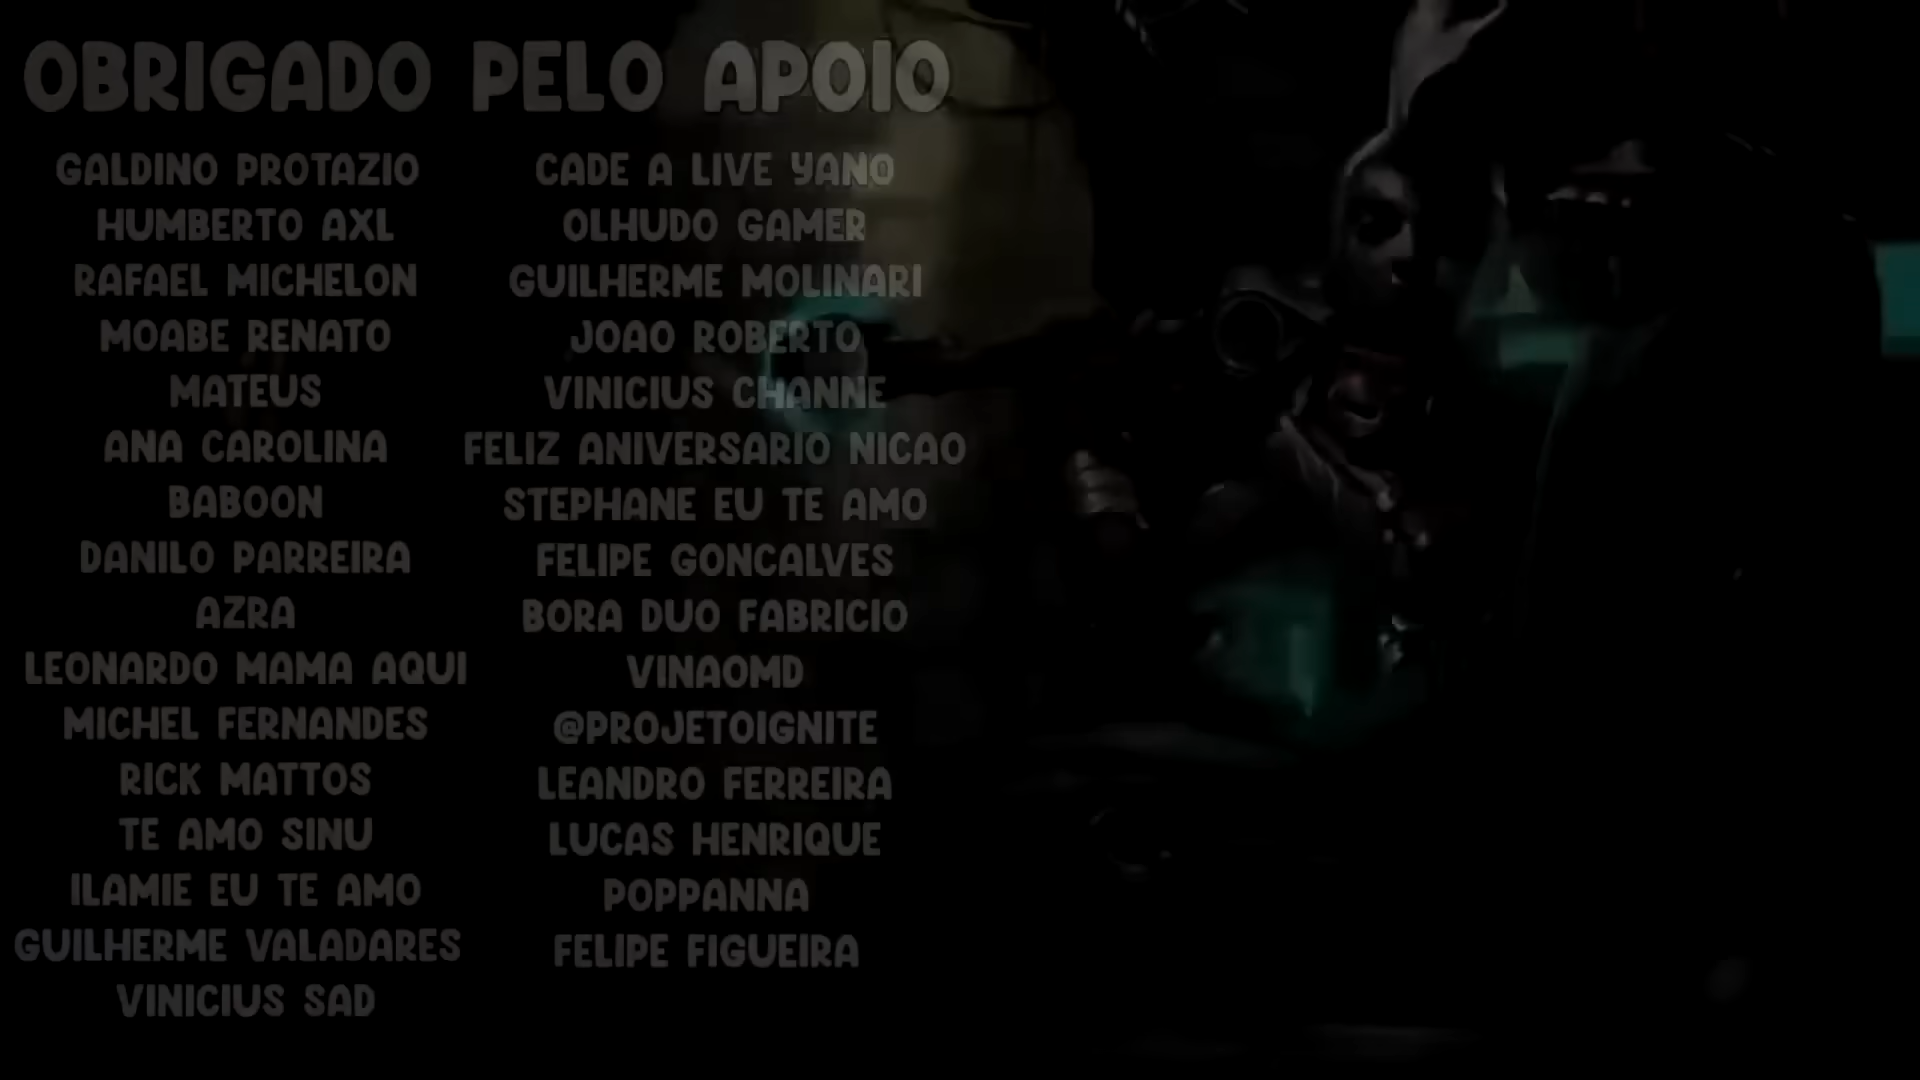 OBRIGADO PELO APOIO
GALDINO PROTAZIO
HUMBERTO AXL
RAFAEL MICHELON
MOABE RENATO
MATEUS
ANA CAROLINA
BABOON
DANILO PARREIRA
AZRA
LEONARDO MAMA AQUI
MICHEL FERNANDES
RICK MATTOS
TE AMO SINU
ILAMIE EU TE AMO
GUILHERME VALADARES
VINICIUS SAD
CADE A LIVE YANO
OLHUDO GAMER
GUILHERME MOLINARI
JOAO ROBERTO
VINICIUS CHANNE
FELIZ ANIVERSARIO NICAO
STEPHANE EU TE AMO
FELIPE GONCALVES
BORA DUO FABRICIO
VINAOMD
@PROJETOIGNITE
LEANDRO FERREIRA
LUCAS HENRIQUE
POPPANNA
FELIPE FIGUEIRA